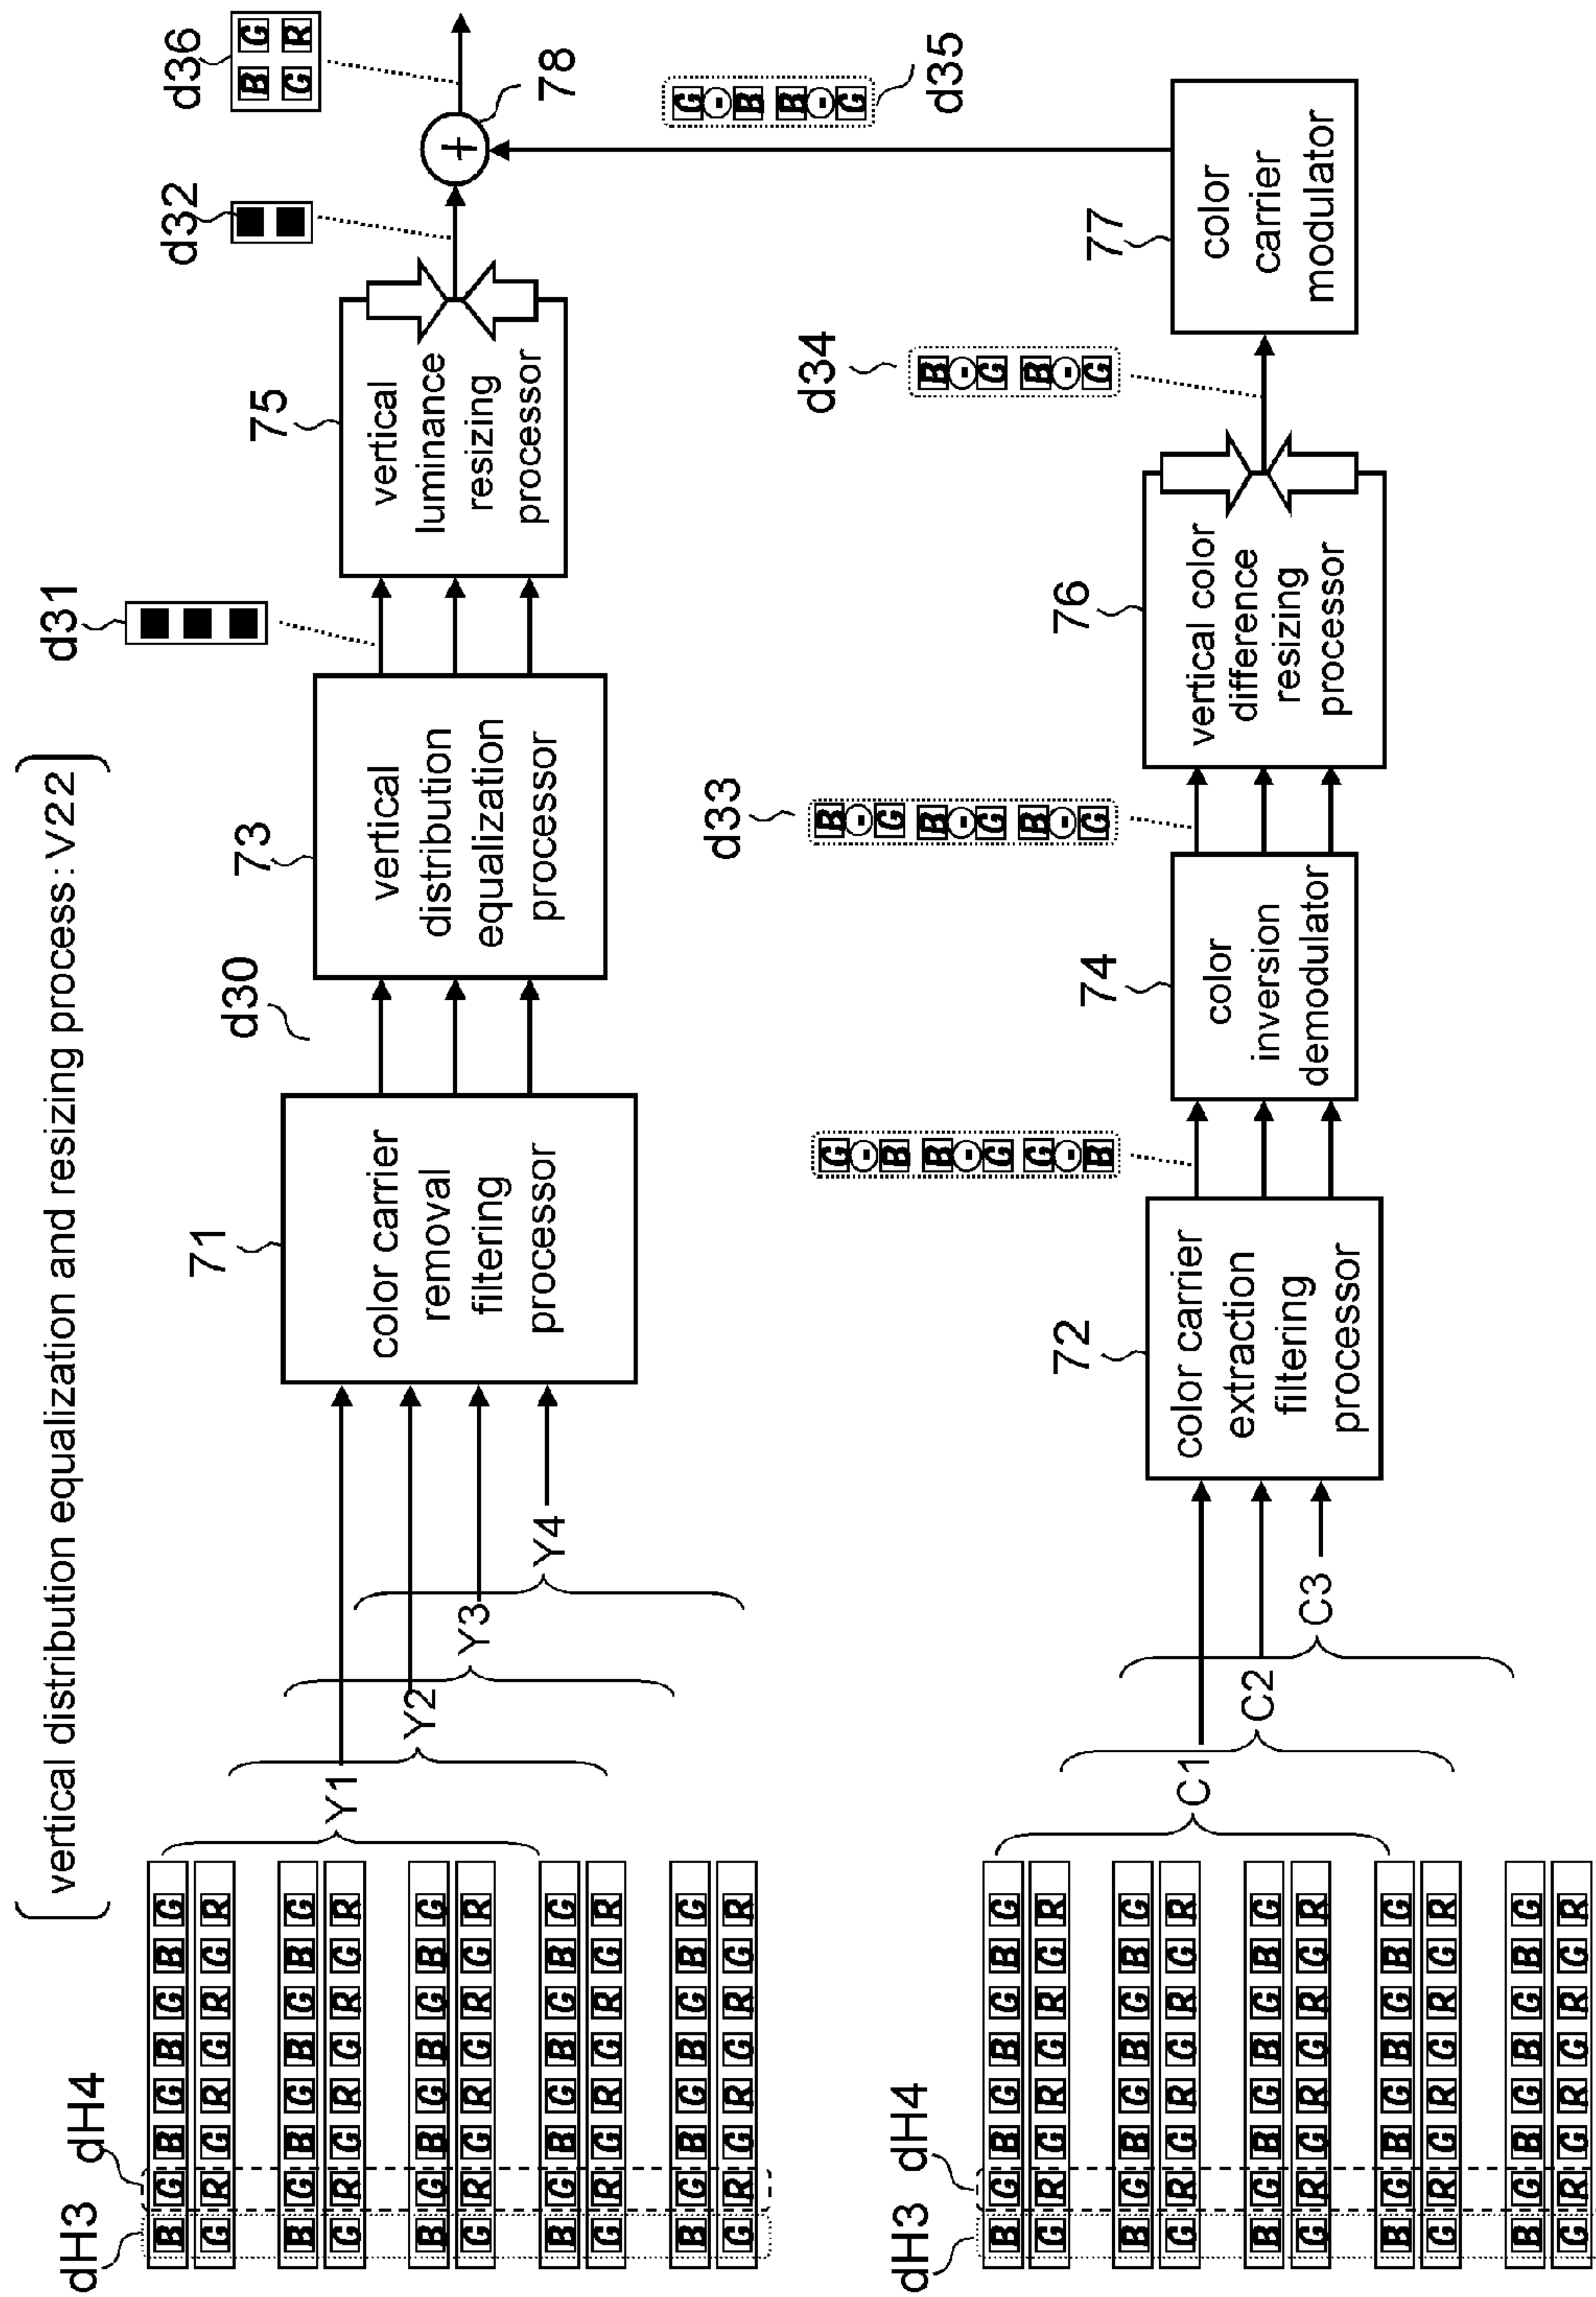 vertical distribution equalization and resizing process: V22
dH3
dH4
B G B G B G B G
G R G R G R G R
B G B G B G B G
G R G R G R G R
B G B G B G B G
G R G R G R G R
B G B G B G B G
G R G R G R G R
B G B G B G B G
G R G R G R G R
Y1
Y2
Y3
Y4
71
color carrier
removal
filtering
processor
d30
73
vertical
distribution
equalization
processor
d31
75
vertical
luminance
resizing
processor
d32
+
78
d36
B G
G R
dH3
dH4
B G B G B G B G
G R G R G R G R
B G B G B G B G
G R G R G R G R
B G B G B G B G
G R G R G R G R
B G B G B G B G
G R G R G R G R
B G B G B G B G
G R G R G R G R
C1
C2
C3
72
color carrier
extraction
filtering
processor
G - B
B - G
G - B
74
color
inversion
demodulator
d33
B - G
B - G
B - G
76
vertical color
difference
resizing
processor
d34
B - G
B - G
77
color
carrier
modulator
G - B
B - G
d35